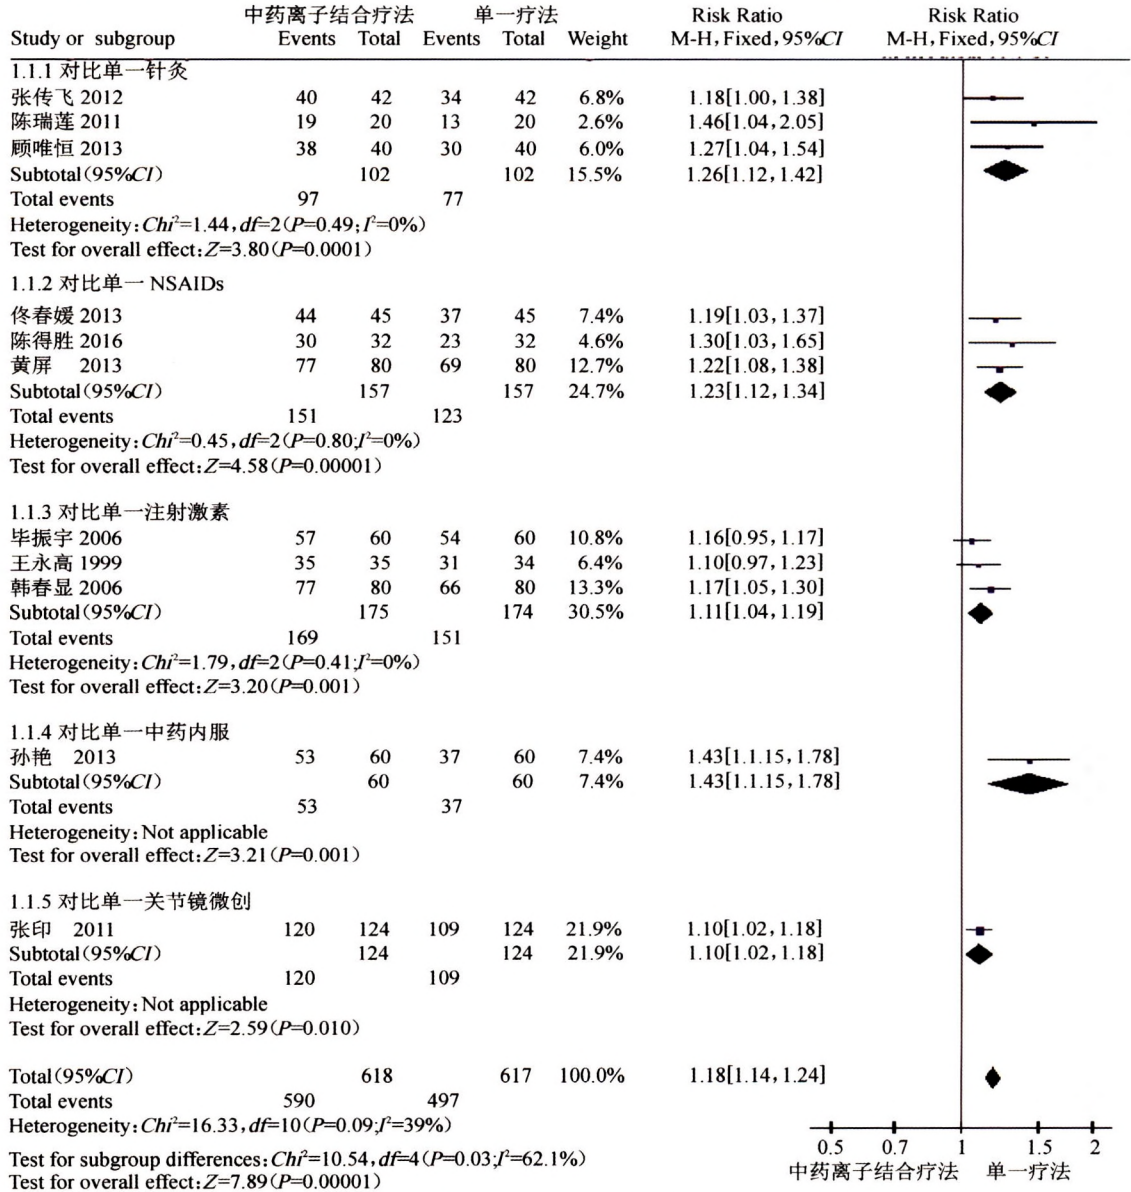 中药离子结合疗法 单一疗法 Risk Ratio Risk Ratio
Study or subgroup Events Total Events Total Weight M-H, Fixed, 95%CI M-H, Fixed, 95%CI
1.1.1 对比单一针灸
张传飞 2012 40 42 34 42 6.8% 1.18[1.00, 1.38]
陈瑞莲 2011 19 20 13 20 2.6% 1.46[1.04, 2.05]
顾唯恒 2013 38 40 30 40 6.0% 1.27[1.04, 1.54]
Subtotal(95%CI) 102 102 15.5% 1.26[1.12, 1.42]
Total events 97 77
Heterogeneity: Chi²=1.44, df=2(P=0.49; I²=0%)
Test for overall effect: Z=3.80(P=0.0001)
1.1.2 对比单一 NSAIDs
佟春媛 2013 44 45 37 45 7.4% 1.19[1.03, 1.37]
陈得胜 2016 30 32 23 32 4.6% 1.30[1.03, 1.65]
黄屏 2013 77 80 69 80 12.7% 1.22[1.08, 1.38]
Subtotal(95%CI) 157 157 24.7% 1.23[1.12, 1.34]
Total events 151 123
Heterogeneity: Chi²=0.45, df=2(P=0.80; I²=0%)
Test for overall effect: Z=4.58(P=0.00001)
1.1.3 对比单一注射激素
毕振宇 2006 57 60 54 60 10.8% 1.16[0.95, 1.17]
王永高 1999 35 35 31 34 6.4% 1.10[0.97, 1.23]
韩春显 2006 77 80 66 80 13.3% 1.17[1.05, 1.30]
Subtotal(95%CI) 175 174 30.5% 1.11[1.04, 1.19]
Total events 169 151
Heterogeneity: Chi²=1.79, df=2(P=0.41; I²=0%)
Test for overall effect: Z=3.20(P=0.001)
1.1.4 对比单一中药内服
孙艳 2013 53 60 37 60 7.4% 1.43[1.1.15, 1.78]
Subtotal(95%CI) 60 60 7.4% 1.43[1.1.15, 1.78]
Total events 53 37
Heterogeneity: Not applicable
Test for overall effect: Z=3.21(P=0.001)
1.1.5 对比单一关节镜微创
张印 2011 120 124 109 124 21.9% 1.10[1.02, 1.18]
Subtotal(95%CI) 124 124 21.9% 1.10[1.02, 1.18]
Total events 120 109
Heterogeneity: Not applicable
Test for overall effect: Z=2.59(P=0.010)
Total(95%CI) 618 617 100.0% 1.18[1.14, 1.24]
Total events 590 497
Heterogeneity: Chi²=16.33, df=10(P=0.09; I²=39%)
Test for subgroup differences: Chi²=10.54, df=4(P=0.03; I²=62.1%)
Test for overall effect: Z=7.89(P=0.00001)
0.5 0.7 1 1.5 2
中药离子结合疗法 单一疗法